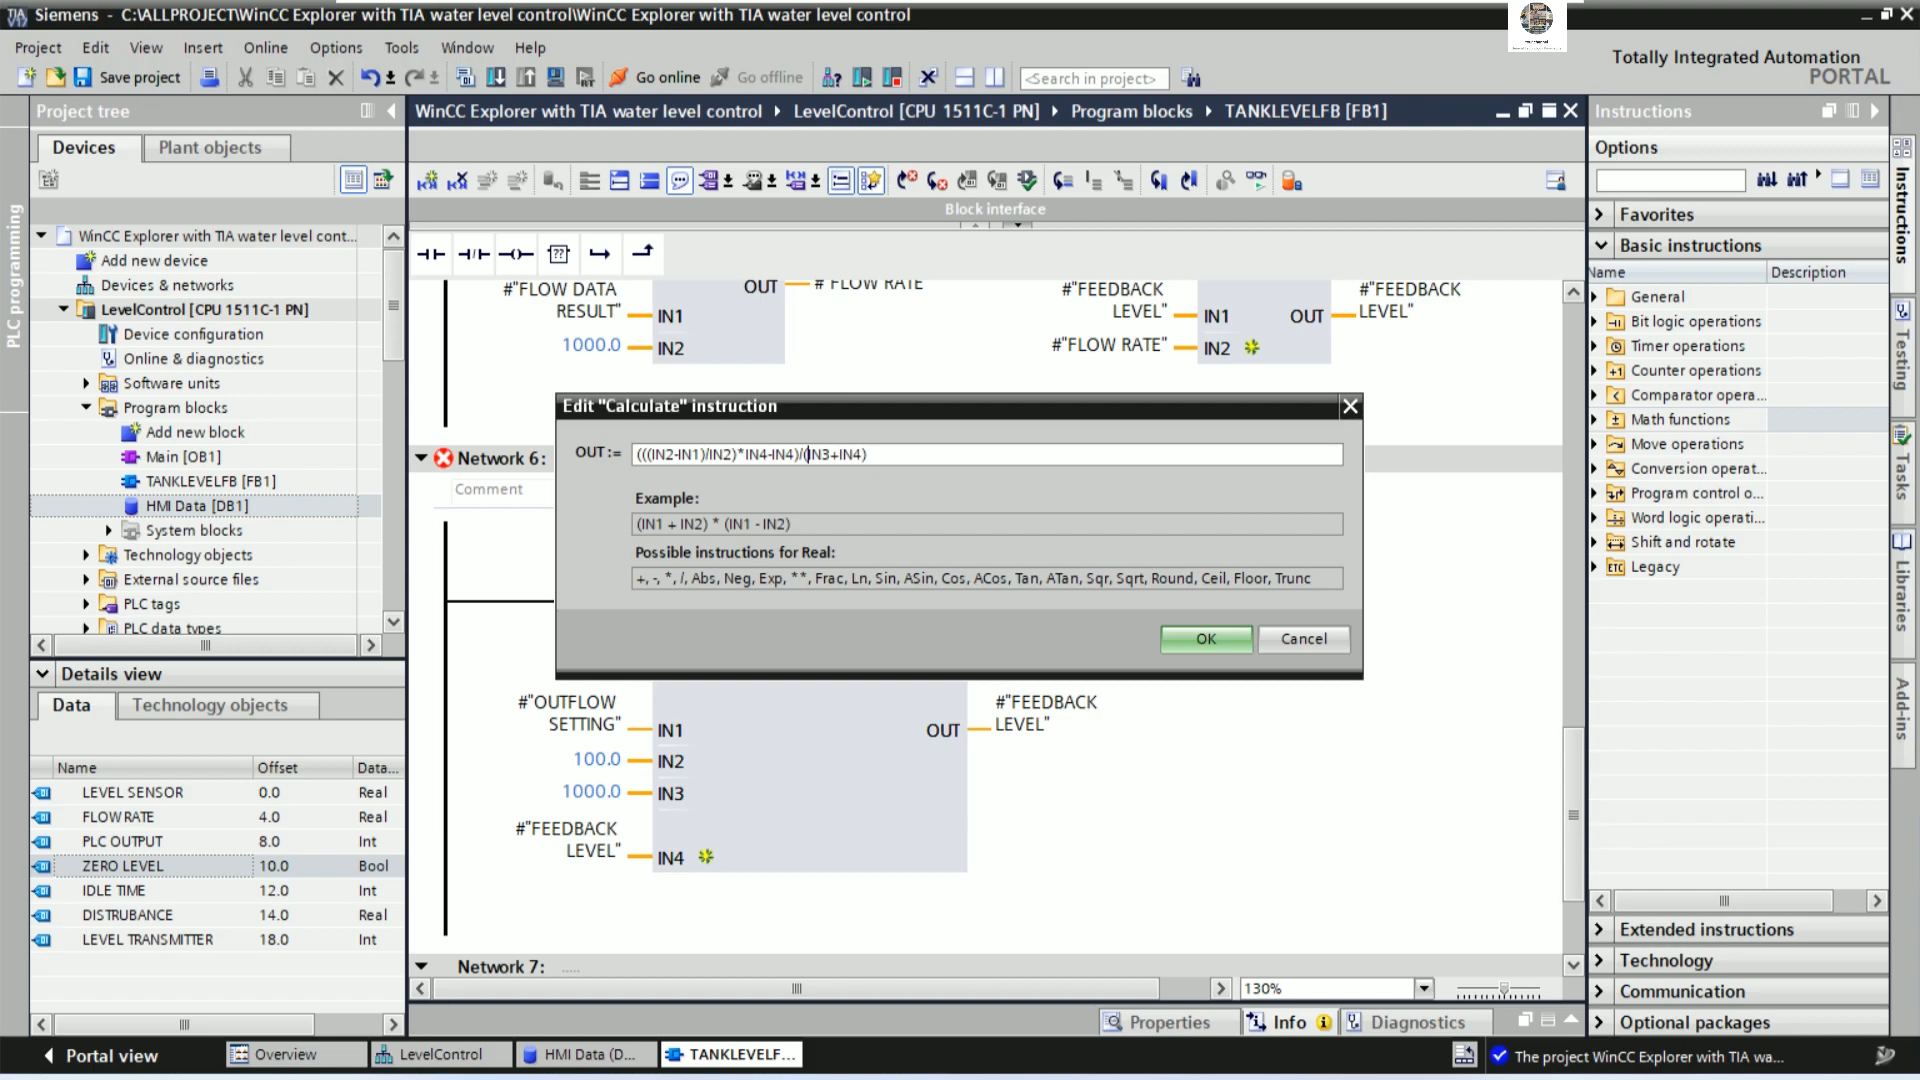 Siemens - C:\ALLPROJECT\WinCC Explorer with TIA water level control\WinCC Explorer with TIA water level control
Project Edit View Insert Online Options Tools Window Help
Totally Integrated Automation
PORTAL
Save project
Go online
Go offline
<Search in project>
Project tree
WinCC Explorer with TIA water level control ▸ LevelControl [CPU 1511C-1 PN] ▸ Program blocks ▸ TANKLEVELFB [FB1]
Instructions
Devices
Plant objects
Options
Block interface
PLC programming
WinCC Explorer with TIA water level cont...
Add new device
Devices & networks
LevelControl [CPU 1511C-1 PN]
Device configuration
Online & diagnostics
Software units
Program blocks
Add new block
Main [OB1]
TANKLEVELFB [FB1]
HMI Data [DB1]
System blocks
Technology objects
External source files
PLC tags
PLC data types
Details view
Data
Technology objects
Name Offset Data...
LEVEL SENSOR 0.0 Real
FLOW RATE 4.0 Real
PLC OUTPUT 8.0 Int
ZERO LEVEL 10.0 Bool
IDLE TIME 12.0 Int
DISTRUBANCE 14.0 Real
LEVEL TRANSMITTER 18.0 Int
#"FLOW DATA
RESULT"
IN1
OUT
# FLOW RATE
1000.0
IN2
#"FEEDBACK
LEVEL"
IN1
OUT
#"FEEDBACK
LEVEL"
#"FLOW RATE"
IN2
Network 6:
Comment
Edit "Calculate" instruction
OUT := (((IN2-IN1)/IN2)*IN4-IN4)/(IN3+IN4)
Example:
(IN1 + IN2) * (IN1 - IN2)
Possible instructions for Real:
+, -, *, /, Abs, Neg, Exp, **, Frac, Ln, Sin, ASin, Cos, ACos, Tan, ATan, Sqr, Sqrt, Round, Ceil, Floor, Trunc
OK
Cancel
#"OUTFLOW
SETTING"
IN1
OUT
#"FEEDBACK
LEVEL"
100.0
IN2
1000.0
IN3
#"FEEDBACK
LEVEL"
IN4
Network 7: .....
130%
Properties
Info
Diagnostics
Favorites
Basic instructions
Name Description
General
Bit logic operations
Timer operations
Counter operations
Comparator opera...
Math functions
Move operations
Conversion operat...
Program control o...
Word logic operati...
Shift and rotate
Legacy
Extended instructions
Technology
Communication
Optional packages
Instructions
Testing
Tasks
Libraries
Add-ins
Portal view
Overview
LevelControl
HMI Data (D...
TANKLEVELF...
The project WinCC Explorer with TIA wa...